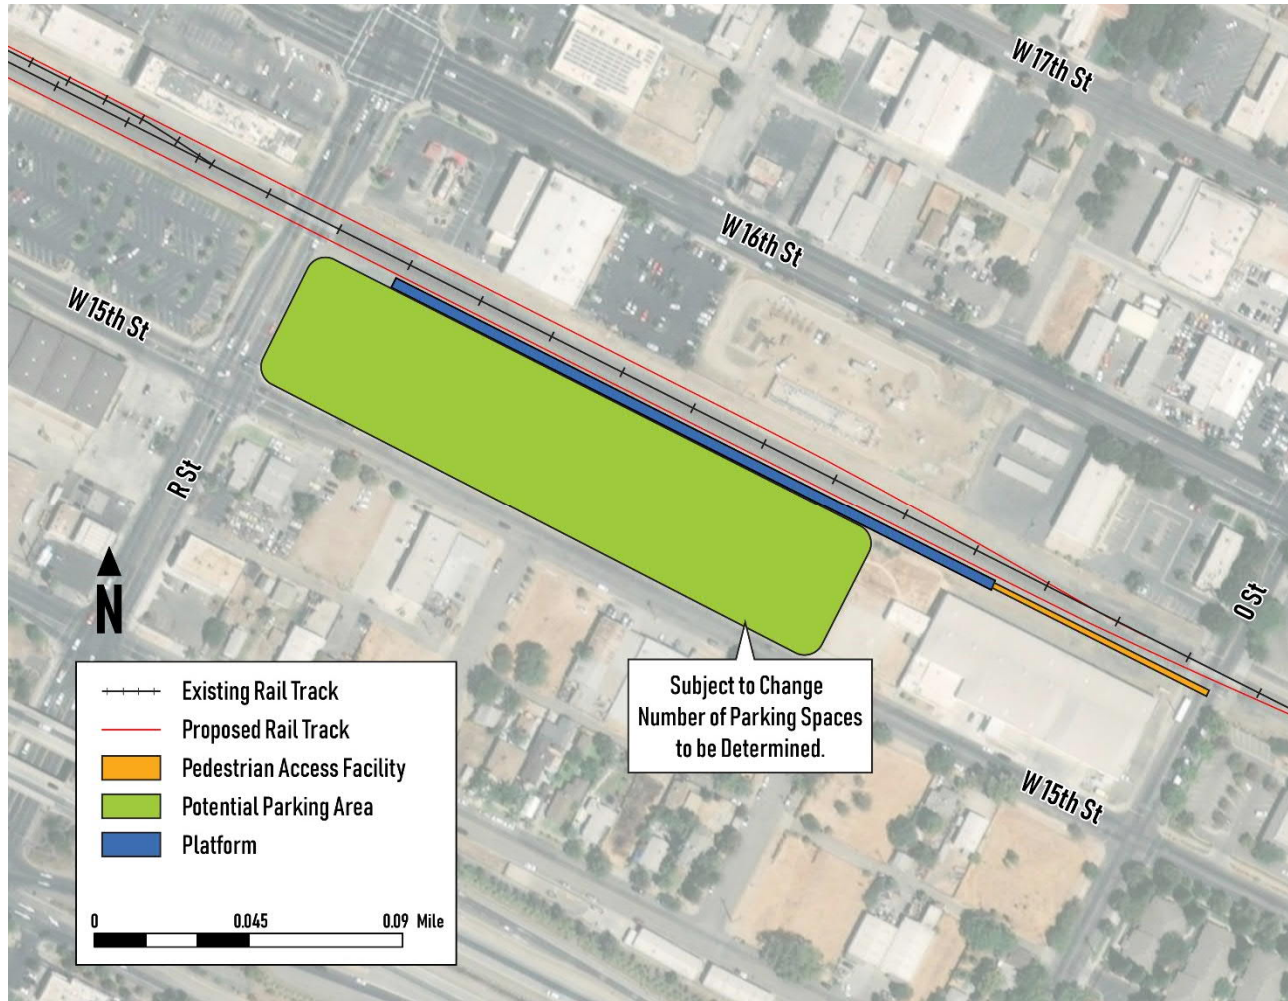 W 17th St
W 16th St
W 15th St
R St
O St
N
Subject to Change
Number of Parking Spaces
to be Determined.
W 15th St
Existing Rail Track
Proposed Rail Track
Pedestrian Access Facility
Potential Parking Area
Platform
0 0.045 0.09 Mile